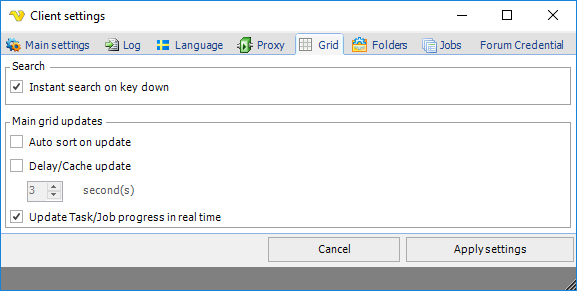 Client settings
Main settings Log Language Proxy Grid Folders Jobs Forum Credential
Search
Instant search on key down
Main grid updates
Auto sort on update
Delay/Cache update
3 second(s)
Update Task/Job progress in real time
Cancel Apply settings